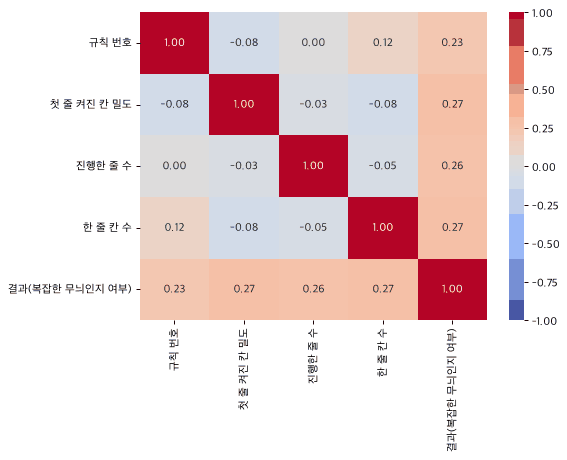 규칙 번호 1.00 -0.08 0.00 0.12 0.23
첫 줄 켜진 칸 밀도 -0.08 1.00 -0.03 -0.08 0.27
진행한 줄 수 0.00 -0.03 1.00 -0.05 0.26
한 줄 칸 수 0.12 -0.08 -0.05 1.00 0.27
결과(복잡한 무늬인지 여부) 0.23 0.27 0.26 0.27 1.00
규칙 번호
첫 줄 켜진 칸 밀도
진행한 줄 수
한 줄 칸 수
결과(복잡한 무늬인지 여부)
1.00
0.75
0.50
0.25
0.00
-0.25
-0.50
-0.75
-1.00